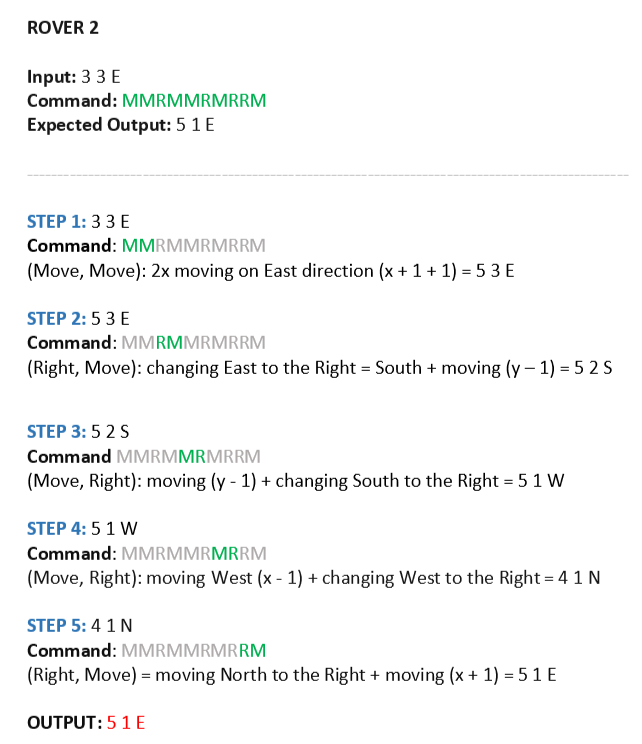 ROVER 2
Input: 3 3 E
Command: MMRMMRMRRM
Expected Output: 5 1 E
STEP 1: 3 3 E
Command: MMRMMRMRRM
(Move, Move): 2x moving on East direction (x + 1 + 1) = 5 3 E
STEP 2: 5 3 E
Command: MMRMMRMRRM
(Right, Move): changing East to the Right = South + moving (y – 1) = 5 2 S
STEP 3: 5 2 S
Command MMRMMRMRRM
(Move, Right): moving (y - 1) + changing South to the Right = 5 1 W
STEP 4: 5 1 W
Command: MMRMMRMRRM
(Move, Right): moving West (x - 1) + changing West to the Right = 4 1 N
STEP 5: 4 1 N
Command: MMRMMRMRRM
(Right, Move) = moving North to the Right + moving (x + 1) = 5 1 E
OUTPUT: 5 1 E